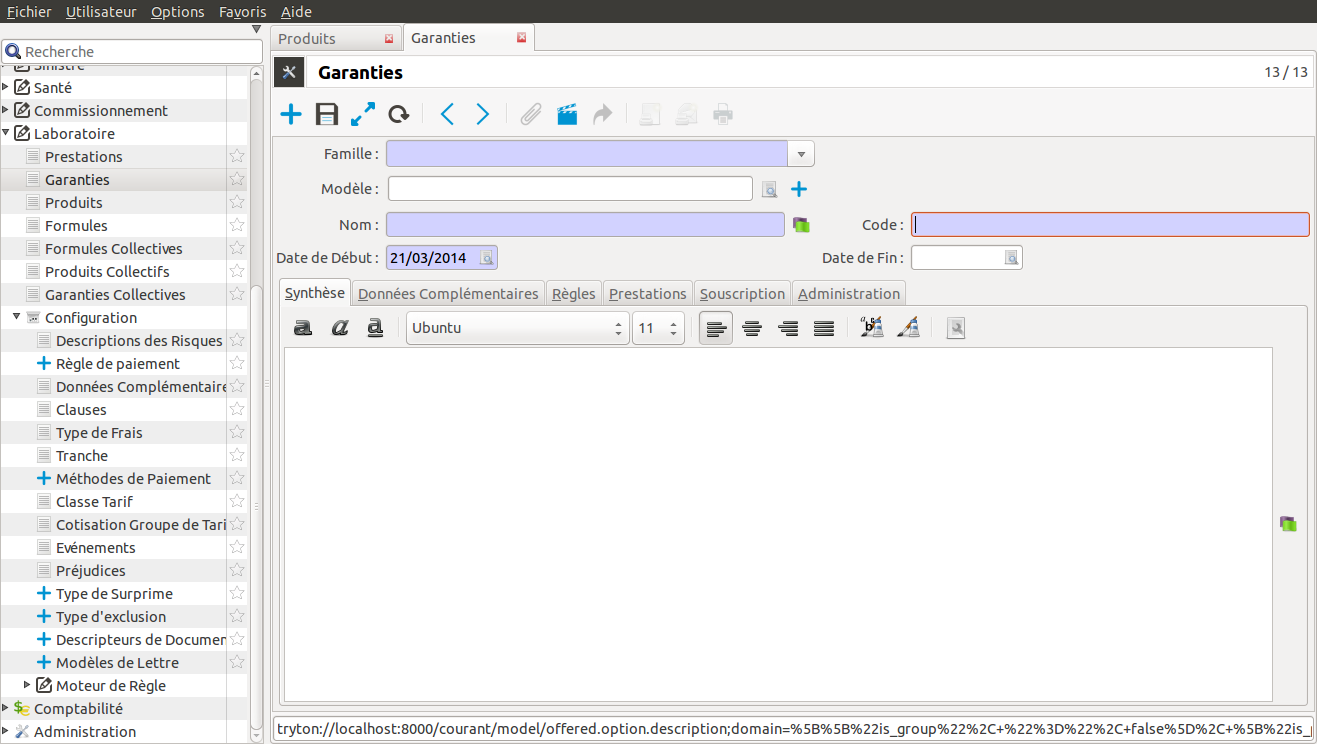 Fichier Utilisateur Options Favoris Aide
Recherche
Produits
Garanties
Garanties
13 / 13
Sinistre
Santé
Commissionnement
Laboratoire
Prestations
Garanties
Produits
Formules
Formules Collectives
Produits Collectifs
Garanties Collectives
Configuration
Descriptions des Risques
Règle de paiement
Données Complémentaire
Clauses
Type de Frais
Tranche
Méthodes de Paiement
Classe Tarif
Cotisation Groupe de Tari
Evénements
Préjudices
Type de Surprime
Type d'exclusion
Descripteurs de Documen
Modèles de Lettre
Moteur de Règle
Comptabilité
Administration
Famille :
Modèle :
Nom :
Code :
Date de Début : 21/03/2014
Date de Fin :
Synthèse Données Complémentaires Règles Prestations Souscription Administration
a a a Ubuntu 11
tryton://localhost:8000/courant/model/offered.option.description;domain=%5B%5B%22is_group%22%2C+%22%3D%22%2C+false%5D%2C+%5B%22is_